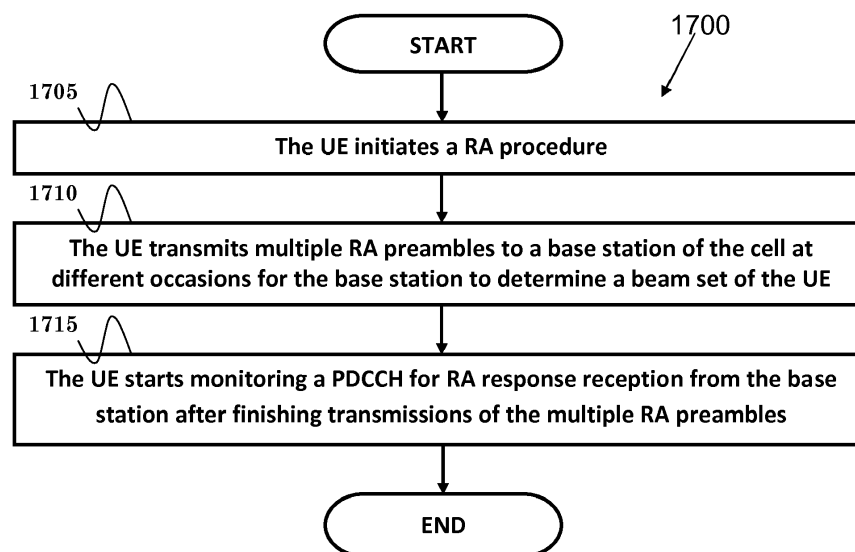 START
1700
1705
The UE initiates a RA procedure
1710
The UE transmits multiple RA preambles to a base station of the cell at
different occasions for the base station to determine a beam set of the UE
1715
The UE starts monitoring a PDCCH for RA response reception from the base
station after finishing transmissions of the multiple RA preambles
END